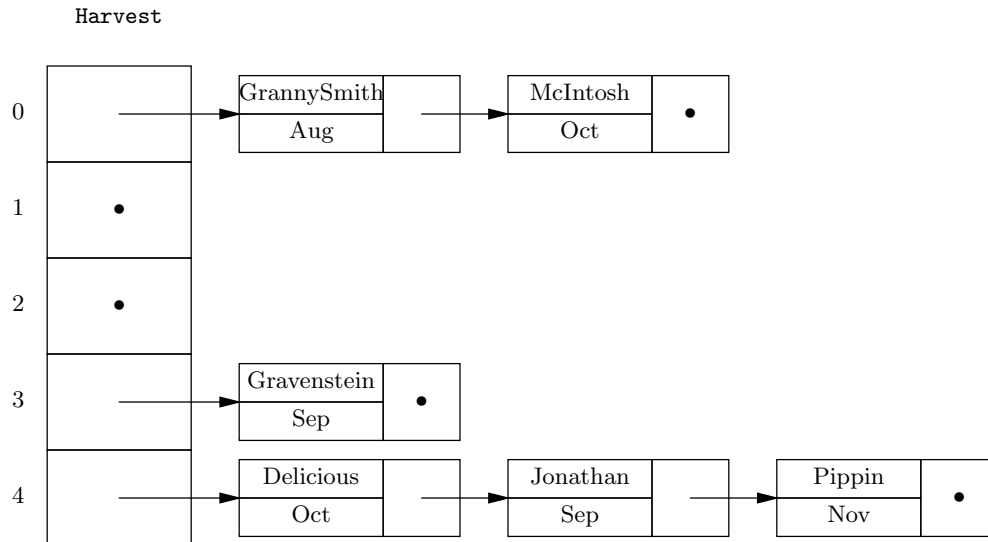 Harvest
0
GrannySmith
Aug
McIntosh
Oct
1
2
3
Gravenstein
Sep
4
Delicious
Oct
Jonathan
Sep
Pippin
Nov